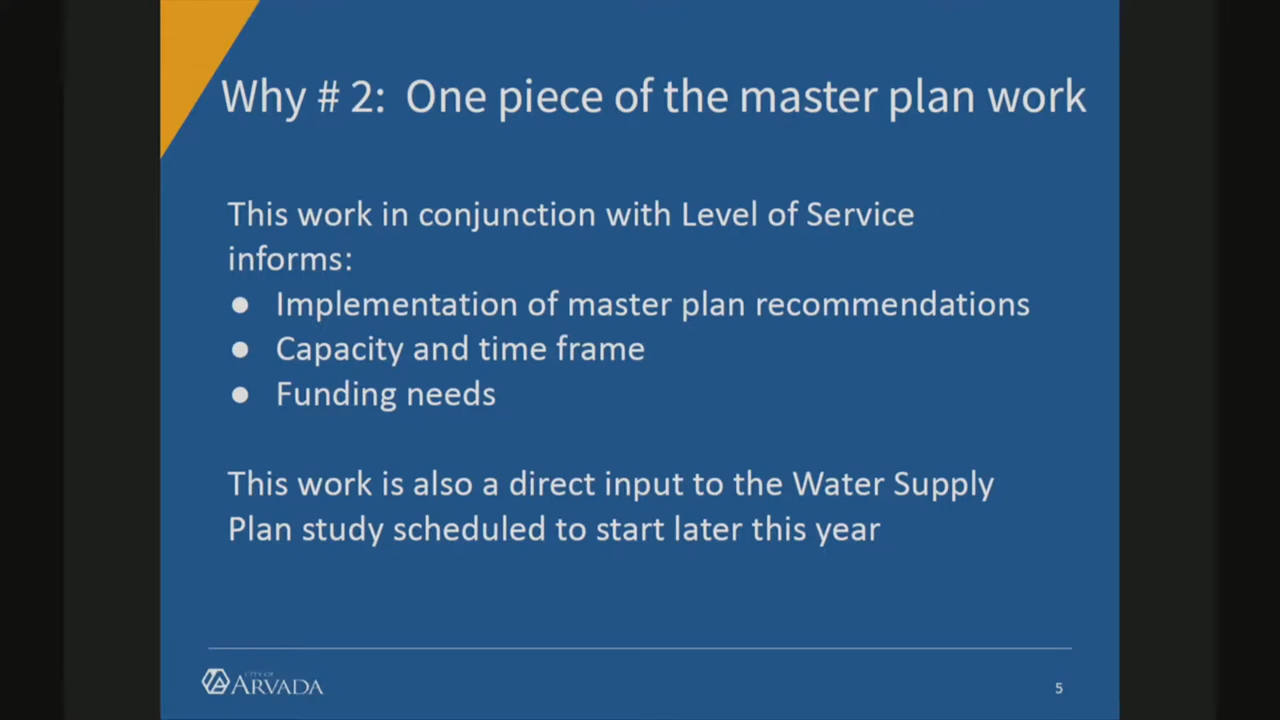 Why # 2:  One piece of the master plan work
This work in conjunction with Level of Service
informs:
● Implementation of master plan recommendations
● Capacity and time frame
● Funding needs
This work is also a direct input to the Water Supply
Plan study scheduled to start later this year
CITY OF
ARVADA
5